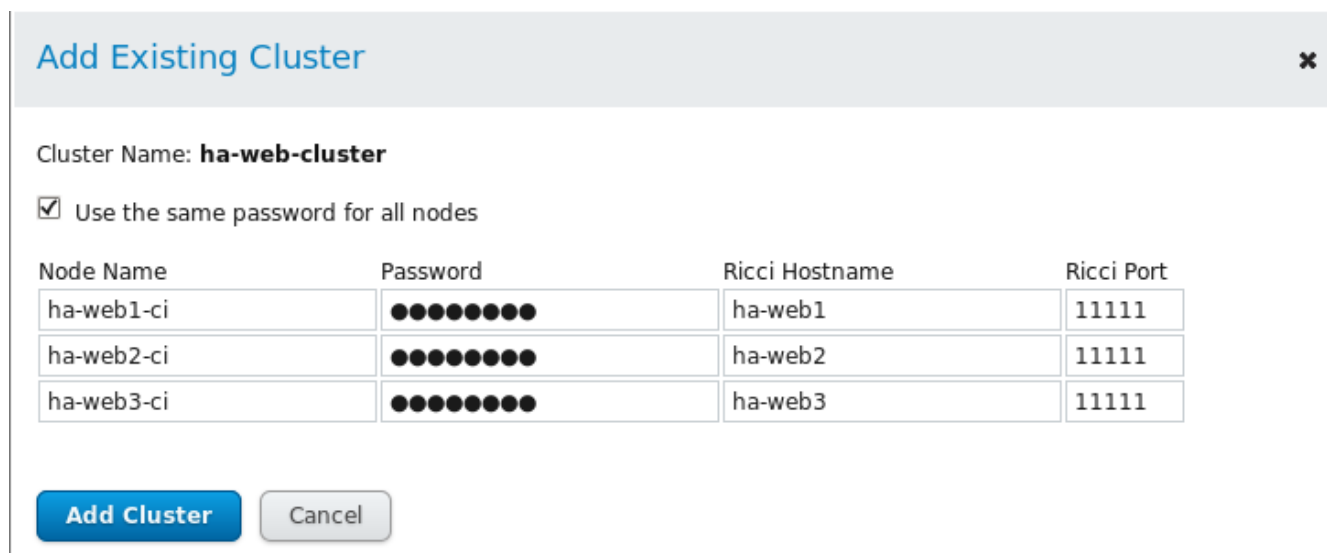 Add Existing Cluster
Cluster Name: ha-web-cluster
Use the same password for all nodes
Node Name Password Ricci Hostname Ricci Port
ha-web1-ci ●●●●●●●● ha-web1 11111
ha-web2-ci ●●●●●●●● ha-web2 11111
ha-web3-ci ●●●●●●●● ha-web3 11111
Add Cluster Cancel